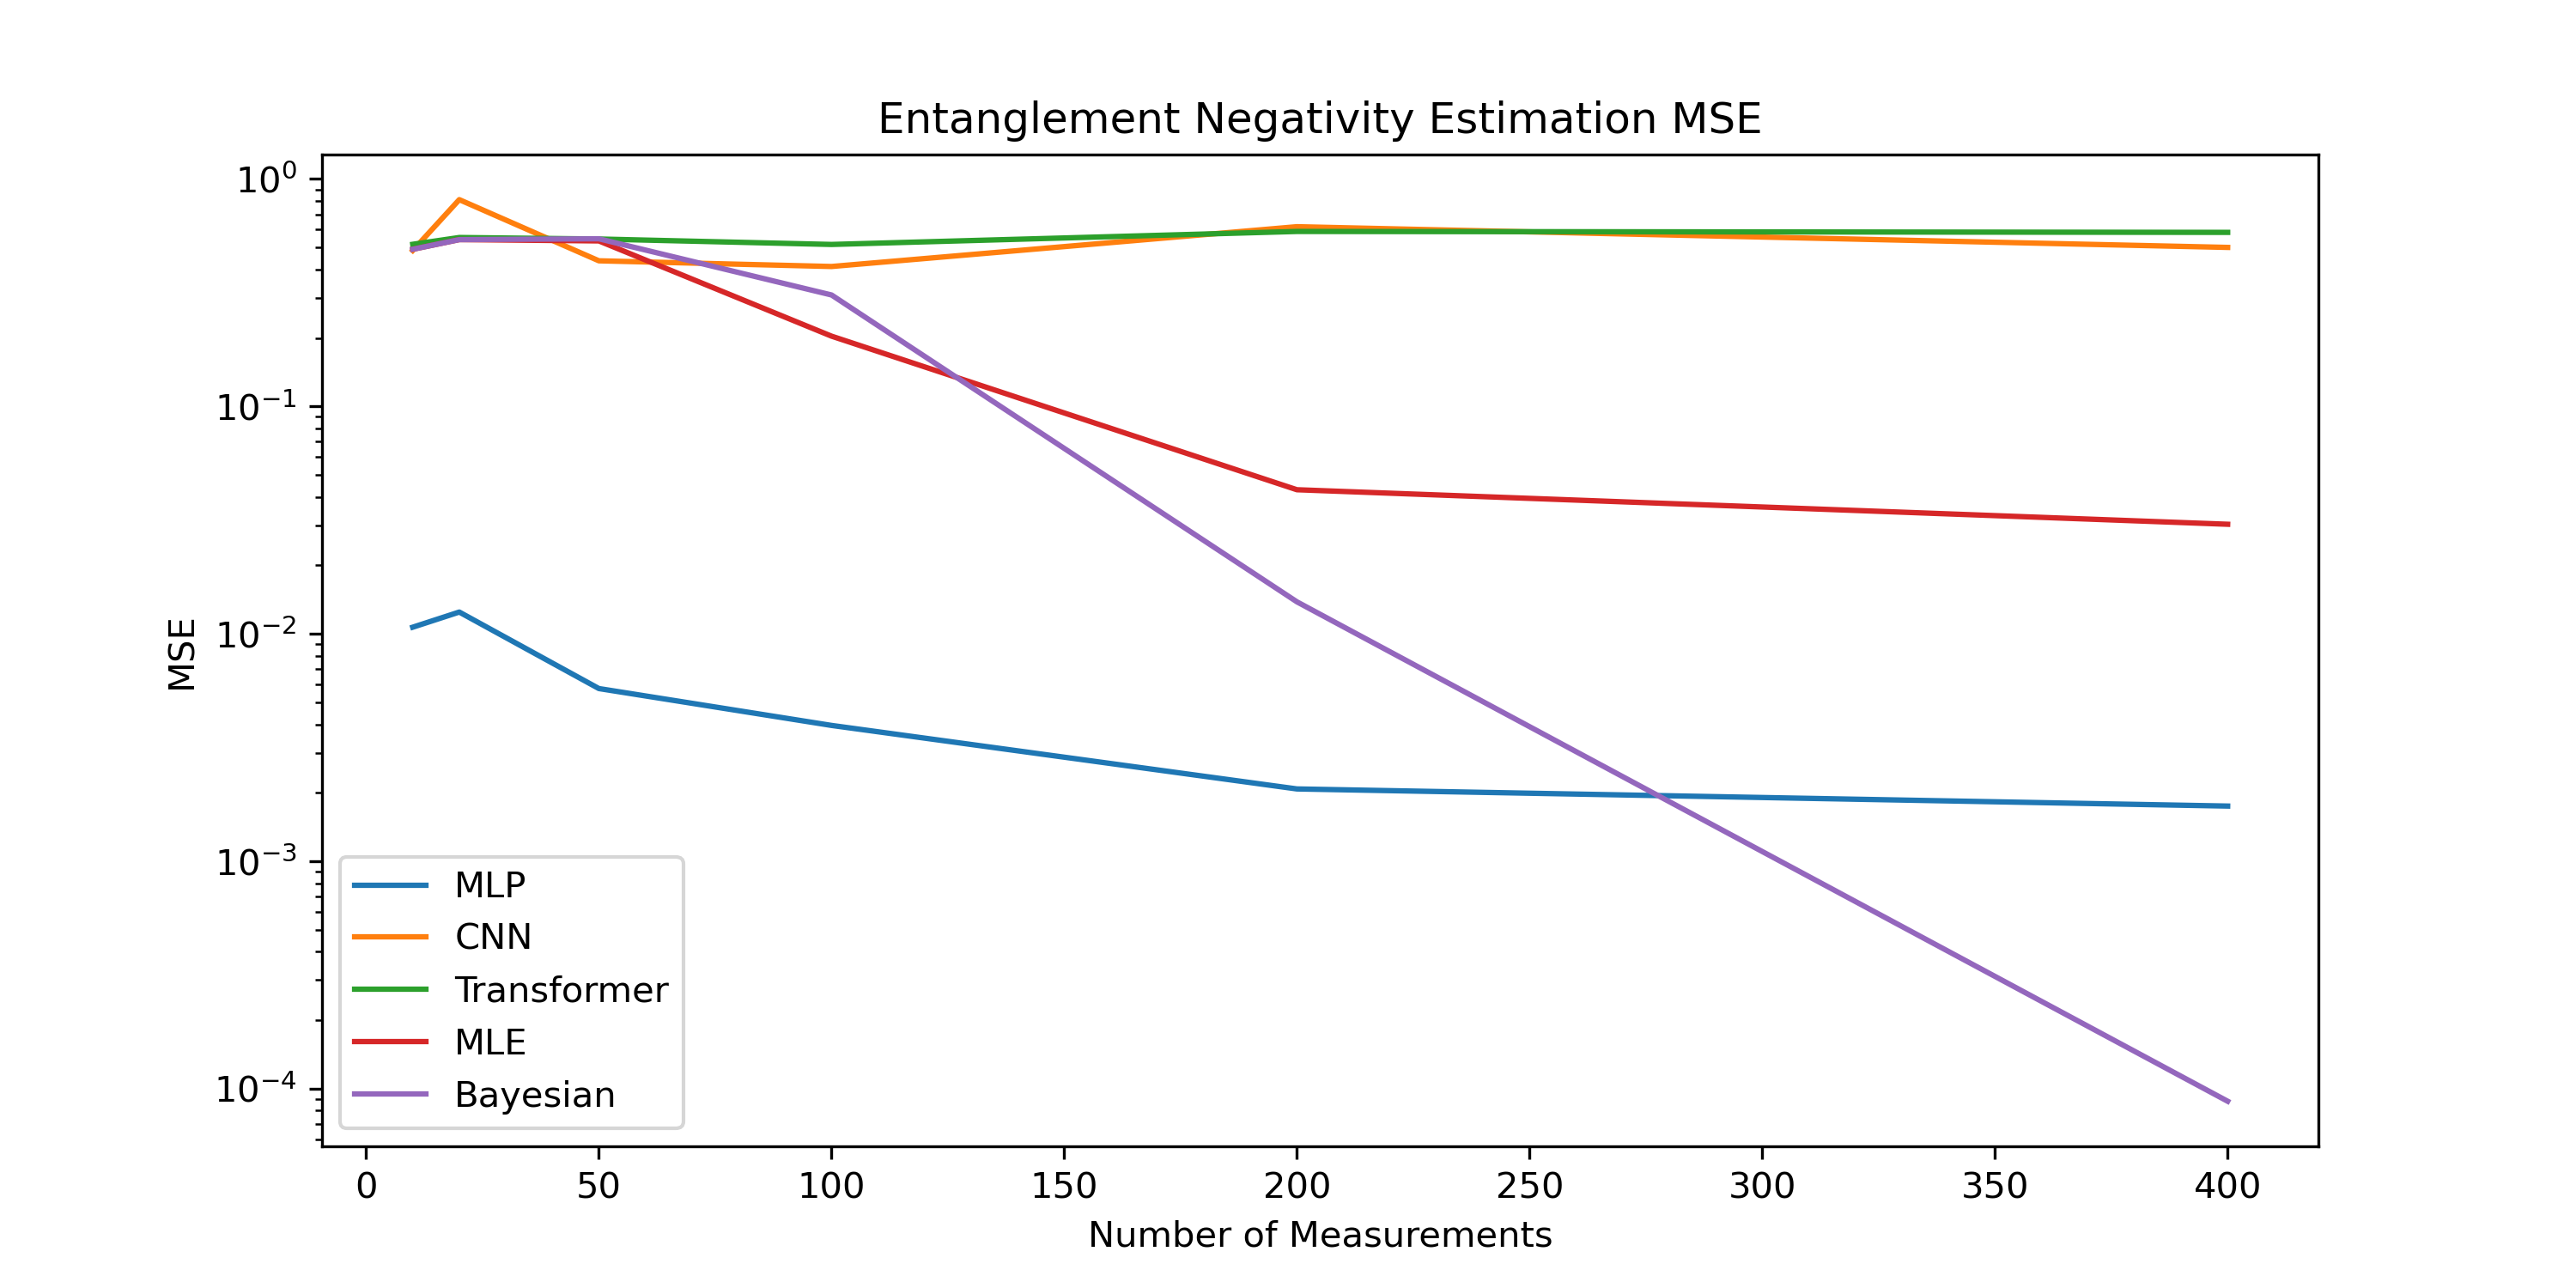 Entanglement Negativity Estimation MSE
MSE
10⁰
10⁻¹
10⁻²
10⁻³
10⁻⁴
MLP
CNN
Transformer
MLE
Bayesian
0 50 100 150 200 250 300 350 400
Number of Measurements